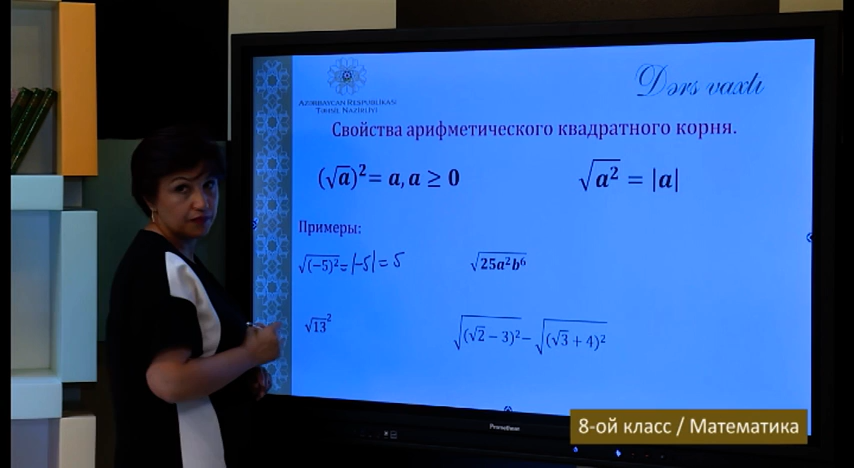 AZƏRBAYCAN RESPUBLİKASI
TƏHSİL NAZİRLİYİ
Dərs vaxtı
Свойства арифметического квадратного корня.
(√a)² = a, a ≥ 0
√a² = |a|
Примеры:
√(−5)² = |−5| = 5
√25a²b⁶
√13²
√(√2 − 3)² − √(√3 + 4)²
Promethean
8-ой класс / Математика